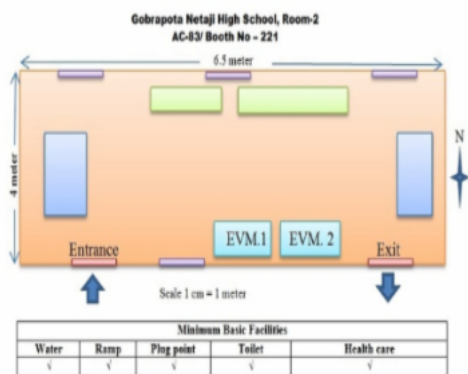 Gobrapota Netaji High School, Room-2
AC-83/ Booth No – 221
6.5 meter
4 meter
N
EVM.1 EVM. 2
Entrance Exit
Scale 1 cm = 1 meter
Minimum Basic Facilities
Water Ramp Plug point Toilet Health care
√ √ √ √ √